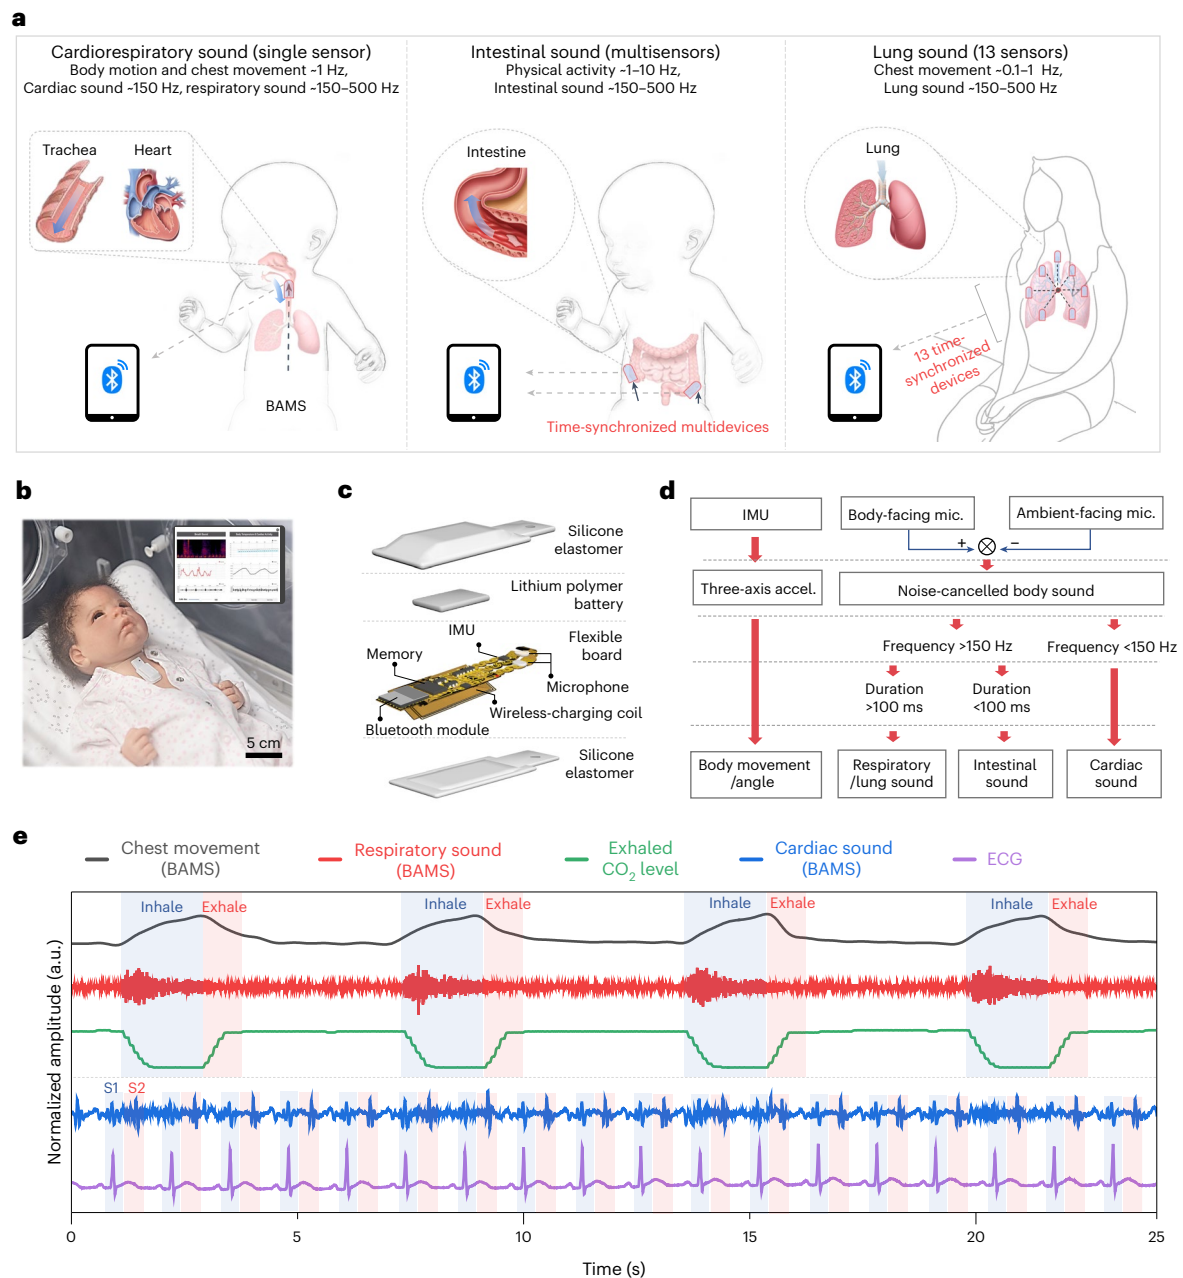 a
Cardiorespiratory sound (single sensor)
Body motion and chest movement ~1 Hz,
Cardiac sound ~150 Hz, respiratory sound ~150–500 Hz
Trachea
Heart
BAMS
Intestinal sound (multisensors)
Physical activity ~1–10 Hz,
Intestinal sound ~150–500 Hz
Intestine
Time-synchronized multidevices
Lung sound (13 sensors)
Chest movement ~0.1–1 Hz,
Lung sound ~150–500 Hz
Lung
13 time-
synchronized
devices
b
5 cm
c
Silicone
elastomer
Lithium polymer
battery
IMU
Flexible
board
Memory
Microphone
Wireless-charging coil
Bluetooth module
Silicone
elastomer
d
IMU
Body-facing mic.
Ambient-facing mic.
+
–
Three-axis accel.
Noise-cancelled body sound
Frequency >150 Hz
Frequency <150 Hz
Duration
>100 ms
Duration
<100 ms
Body movement
/angle
Respiratory
/lung sound
Intestinal
sound
Cardiac
sound
e
Chest movement
(BAMS)
Respiratory sound
(BAMS)
Exhaled
CO2 level
Cardiac sound
(BAMS)
ECG
Normalized amplitude (a.u.)
Inhale
Exhale
Inhale
Exhale
Inhale
Exhale
Inhale
Exhale
S1
S2
0
5
10
15
20
25
Time (s)